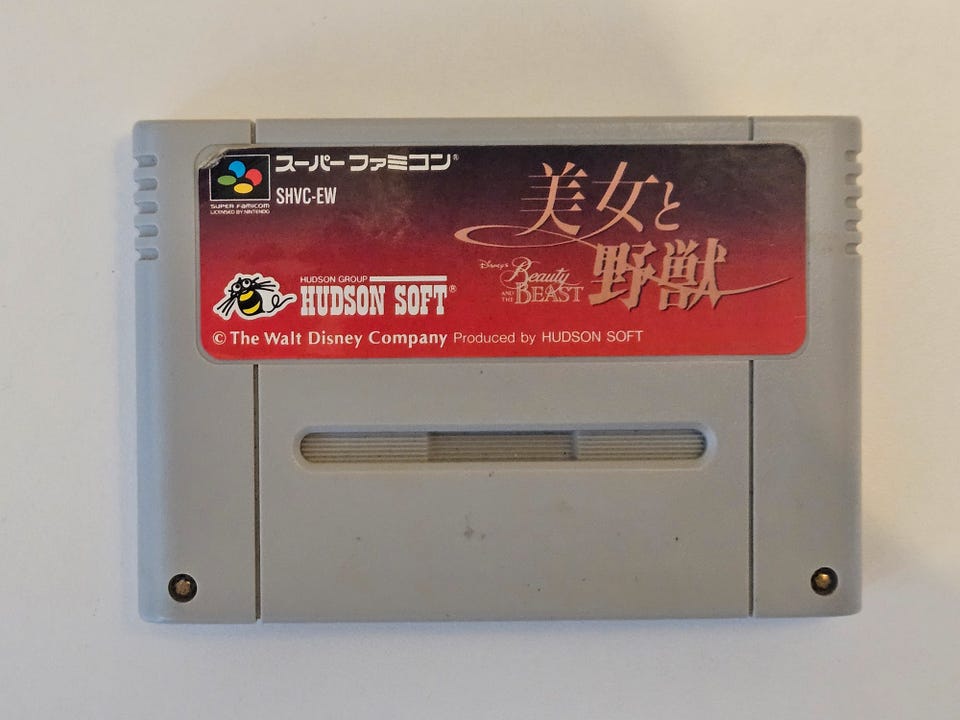 スーパーファミコン®
SHVC-EW
SUPER FAMICOM
LICENSED BY NINTENDO
美女と
野獣
Disney's
Beauty
AND THE BEAST
HUDSON GROUP
HUDSON SOFT®
© The Walt Disney Company Produced by HUDSON SOFT